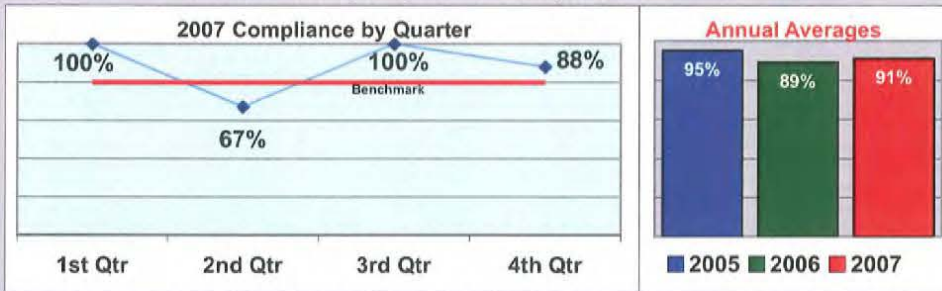 2007 Compliance by Quarter
100%
67%
100%
88%
Benchmark
1st Qtr 2nd Qtr 3rd Qtr 4th Qtr
Annual Averages
95%
89%
91%
2005 2006 2007